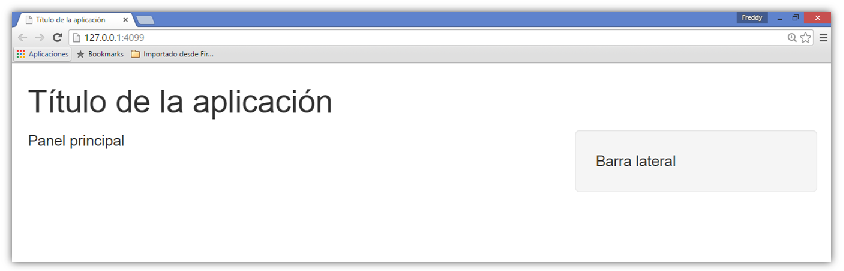 Título de la aplicación
Freddy
127.0.0.1:4099
Aplicaciones Bookmarks Importado desde Fir...
Título de la aplicación
Panel principal
Barra lateral